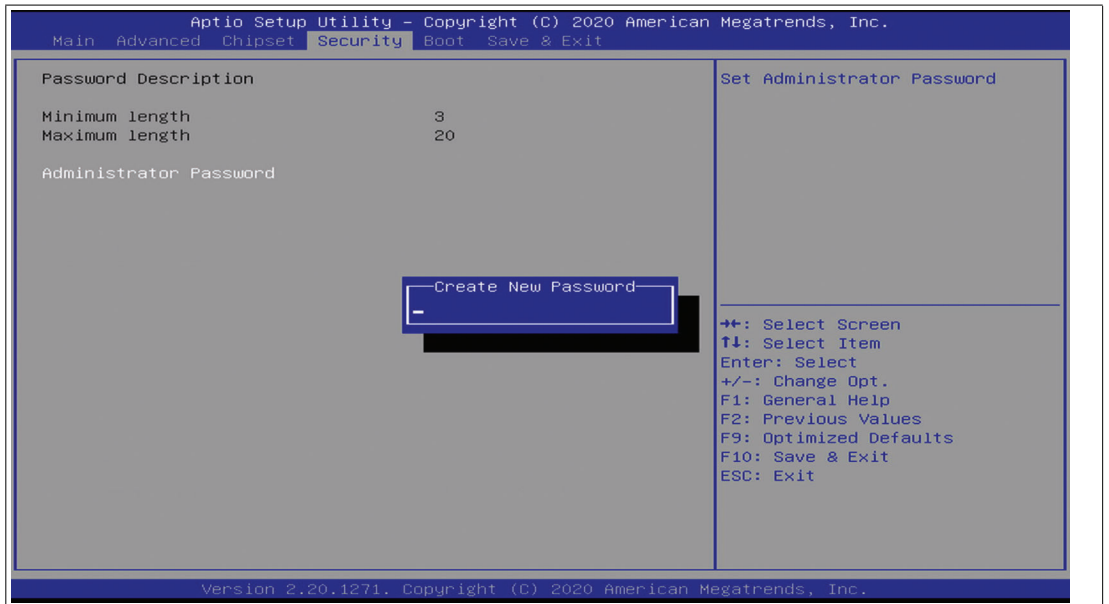 Aptio Setup Utility – Copyright (C) 2020 American Megatrends, Inc.
Main Advanced Chipset Security Boot Save & Exit
Password Description
Minimum length 3
Maximum length 20
Administrator Password
Create New Password
Set Administrator Password
→←: Select Screen
↑↓: Select Item
Enter: Select
+/-: Change Opt.
F1: General Help
F2: Previous Values
F9: Optimized Defaults
F10: Save & Exit
ESC: Exit
Version 2.20.1271. Copyright (C) 2020 American Megatrends, Inc.